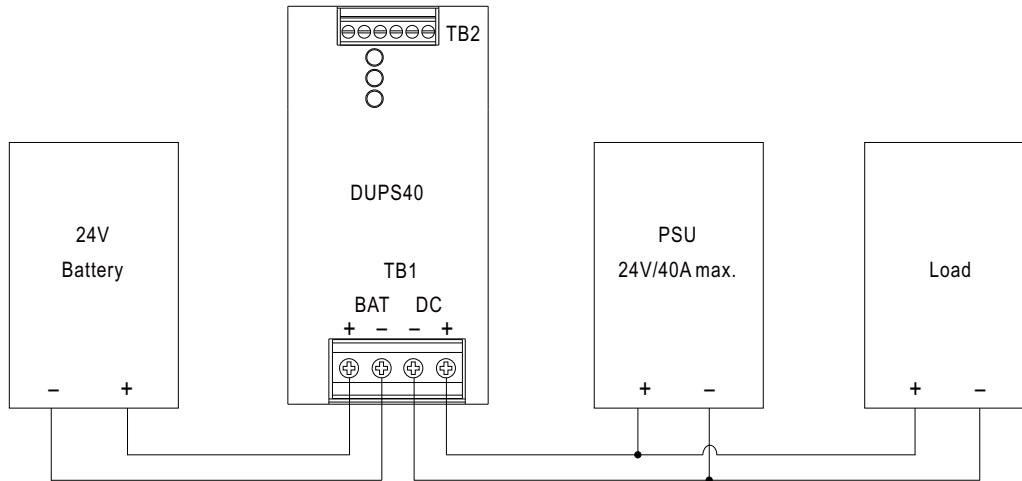 TB2
DUPS40
24V
Battery
PSU
24V/40A max.
Load
TB1
BAT DC
+ – – +
– +
+ –
+ –